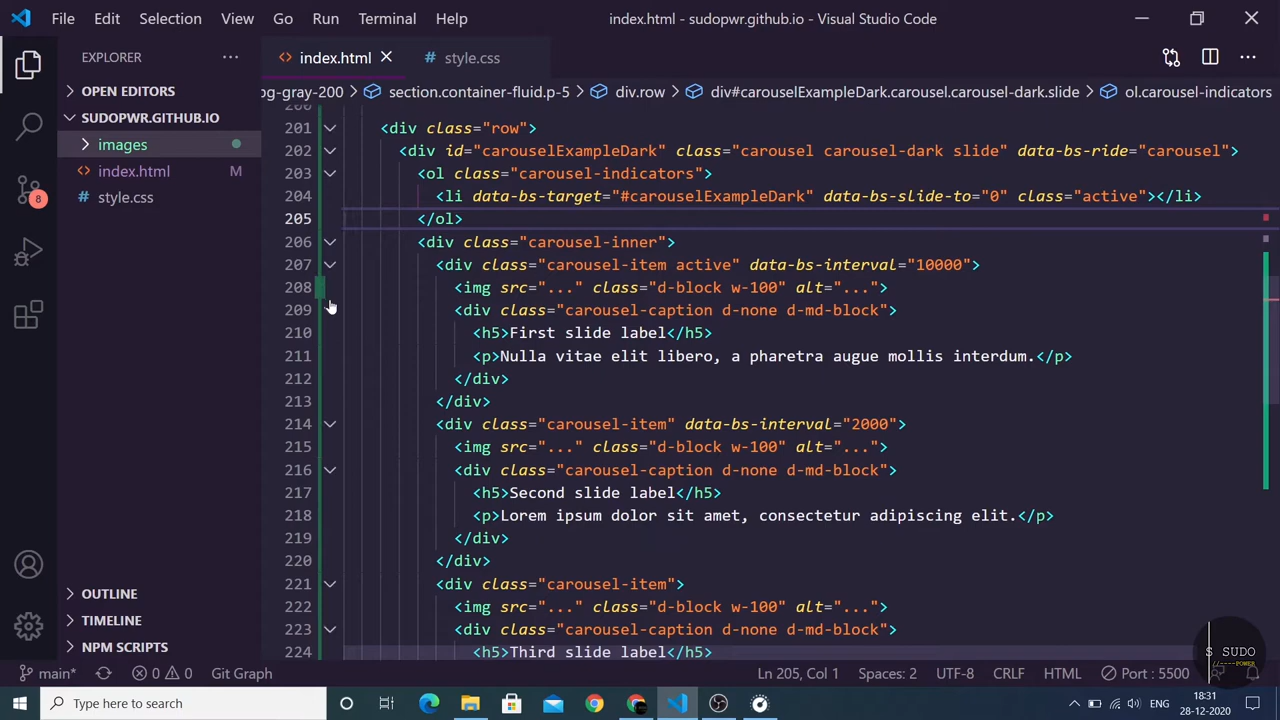 File Edit Selection View Go Run Terminal Help index.html - sudopwr.github.io - Visual Studio Code
EXPLORER ··· <> index.html # style.css ···
OPEN EDITORS
og-gray-200 > section.container-fluid.p-5 > div.row > div#carouselExampleDark.carousel.carousel-dark.slide > ol.carousel-indicators
SUDOPWR.GITHUB.IO
images
<> index.html M
# style.css
8
201 <div class="row">
202 <div id="carouselExampleDark" class="carousel carousel-dark slide" data-bs-ride="carousel">
203 <ol class="carousel-indicators">
204 <li data-bs-target="#carouselExampleDark" data-bs-slide-to="0" class="active"></li>
205 </ol>
206 <div class="carousel-inner">
207 <div class="carousel-item active" data-bs-interval="10000">
208 <img src="..." class="d-block w-100" alt="...">
209 <div class="carousel-caption d-none d-md-block">
210 <h5>First slide label</h5>
211 <p>Nulla vitae elit libero, a pharetra augue mollis interdum.</p>
212 </div>
213 </div>
214 <div class="carousel-item" data-bs-interval="2000">
215 <img src="..." class="d-block w-100" alt="...">
216 <div class="carousel-caption d-none d-md-block">
217 <h5>Second slide label</h5>
218 <p>Lorem ipsum dolor sit amet, consectetur adipiscing elit.</p>
219 </div>
220 </div>
221 <div class="carousel-item">
222 <img src="..." class="d-block w-100" alt="...">
223 <div class="carousel-caption d-none d-md-block">
224 <h5>Third slide label</h5>
OUTLINE
TIMELINE
NPM SCRIPTS
S SUDO
//----POWER
main* 0 0 Git Graph Ln 205, Col 1 Spaces: 2 UTF-8 CRLF HTML Port : 5500
Type here to search
ENG
18:31
28-12-2020